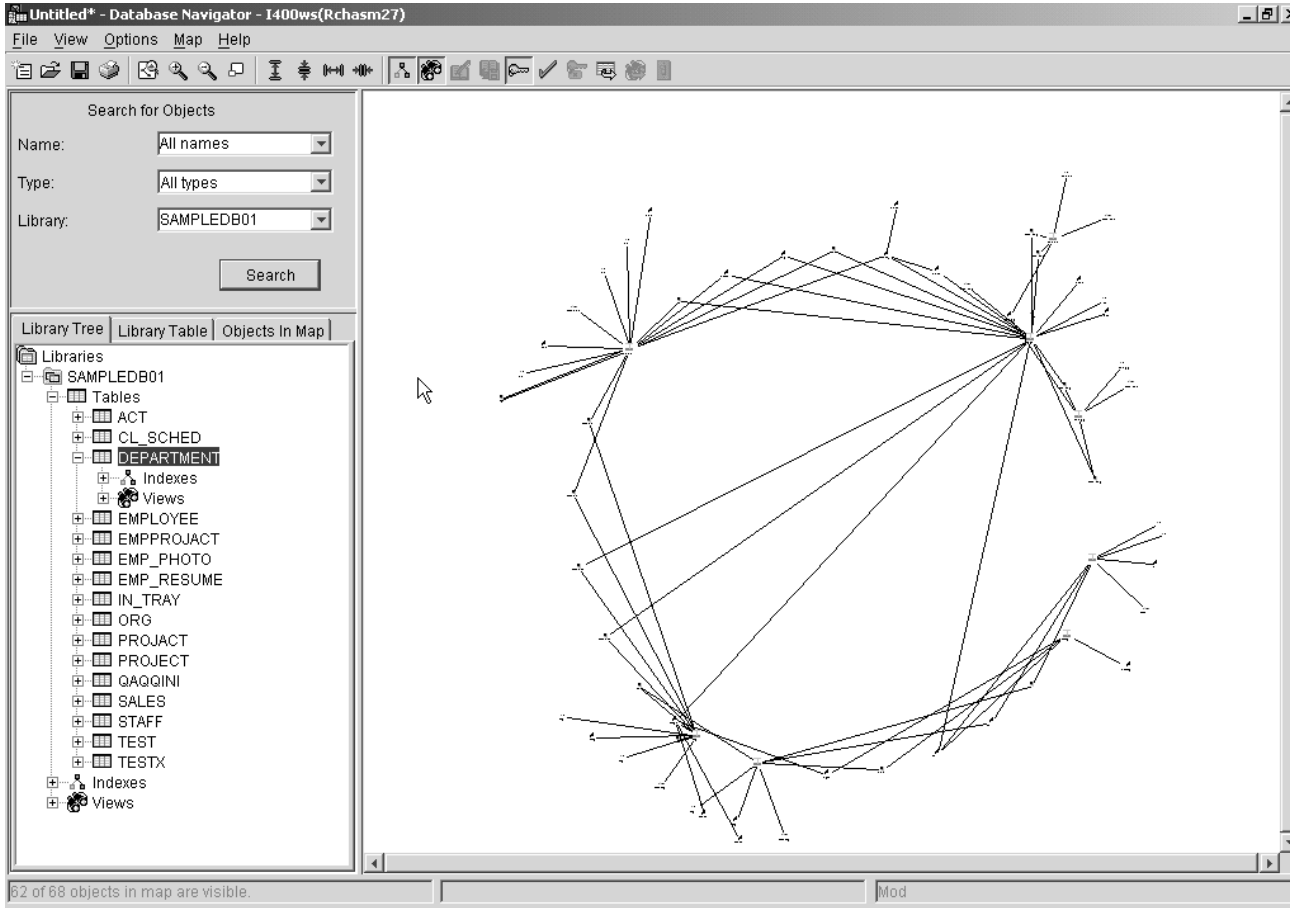 Untitled* - Database Navigator - I400ws(Rchasm27)
File View Options Map Help
Search for Objects
Name: All names
Type: All types
Library: SAMPLEDB01
Search
Library Tree Library Table Objects In Map
Libraries
SAMPLEDB01
Tables
ACT
CL_SCHED
DEPARTMENT
Indexes
Views
EMPLOYEE
EMPPROJACT
EMP_PHOTO
EMP_RESUME
IN_TRAY
ORG
PROJACT
PROJECT
QAQQINI
SALES
STAFF
TEST
TESTX
Indexes
Views
62 of 68 objects in map are visible.
Mod